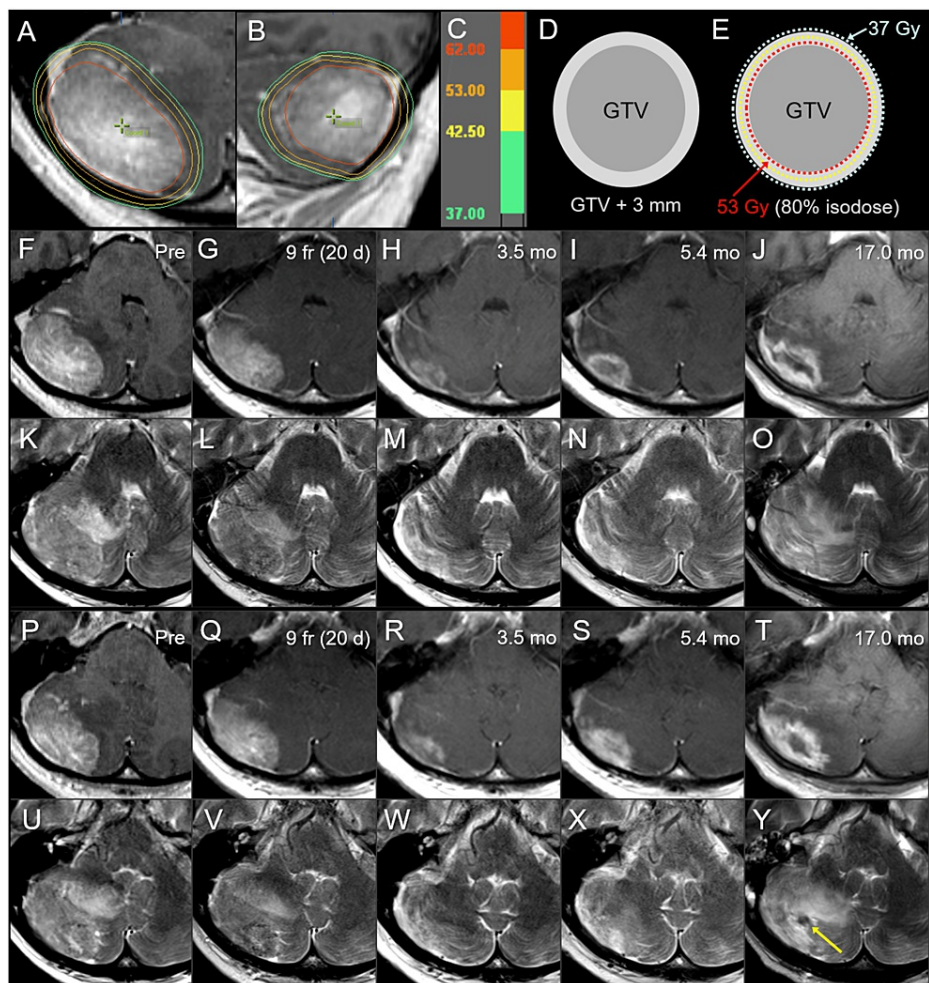 A
B
C
62.00
53.00
42.50
37.00
D
GTV
GTV + 3 mm
E
37 Gy
GTV
53 Gy (80% isodose)
F
Pre
G
9 fr (20 d)
H
3.5 mo
I
5.4 mo
J
17.0 mo
K
L
M
N
O
P
Pre
Q
9 fr (20 d)
R
3.5 mo
S
5.4 mo
T
17.0 mo
U
V
W
X
Y